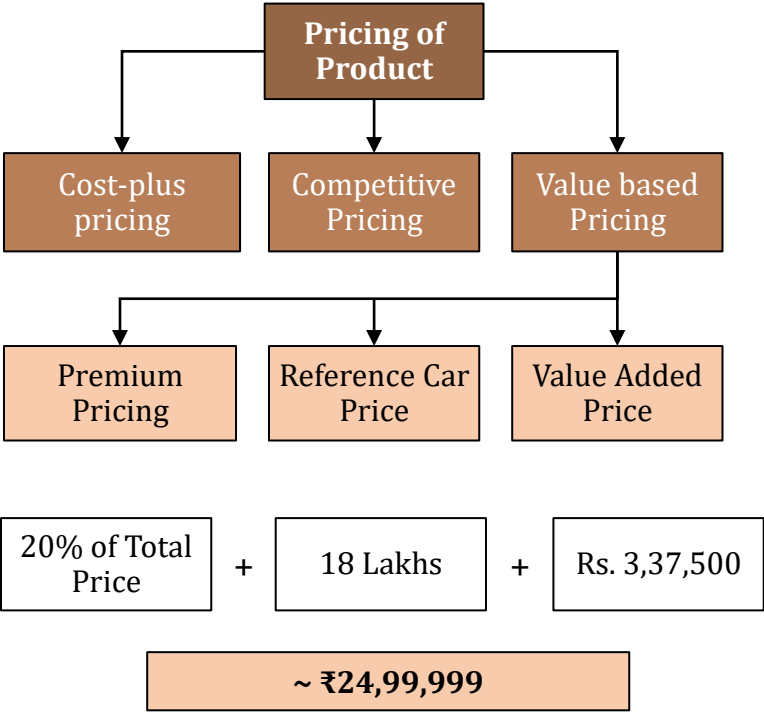 Pricing of
Product
Cost-plus
pricing
Competitive
Pricing
Value based
Pricing
Premium
Pricing
Reference Car
Price
Value Added
Price
20% of Total
Price
+
18 Lakhs
+
Rs. 3,37,500
~ ₹24,99,999